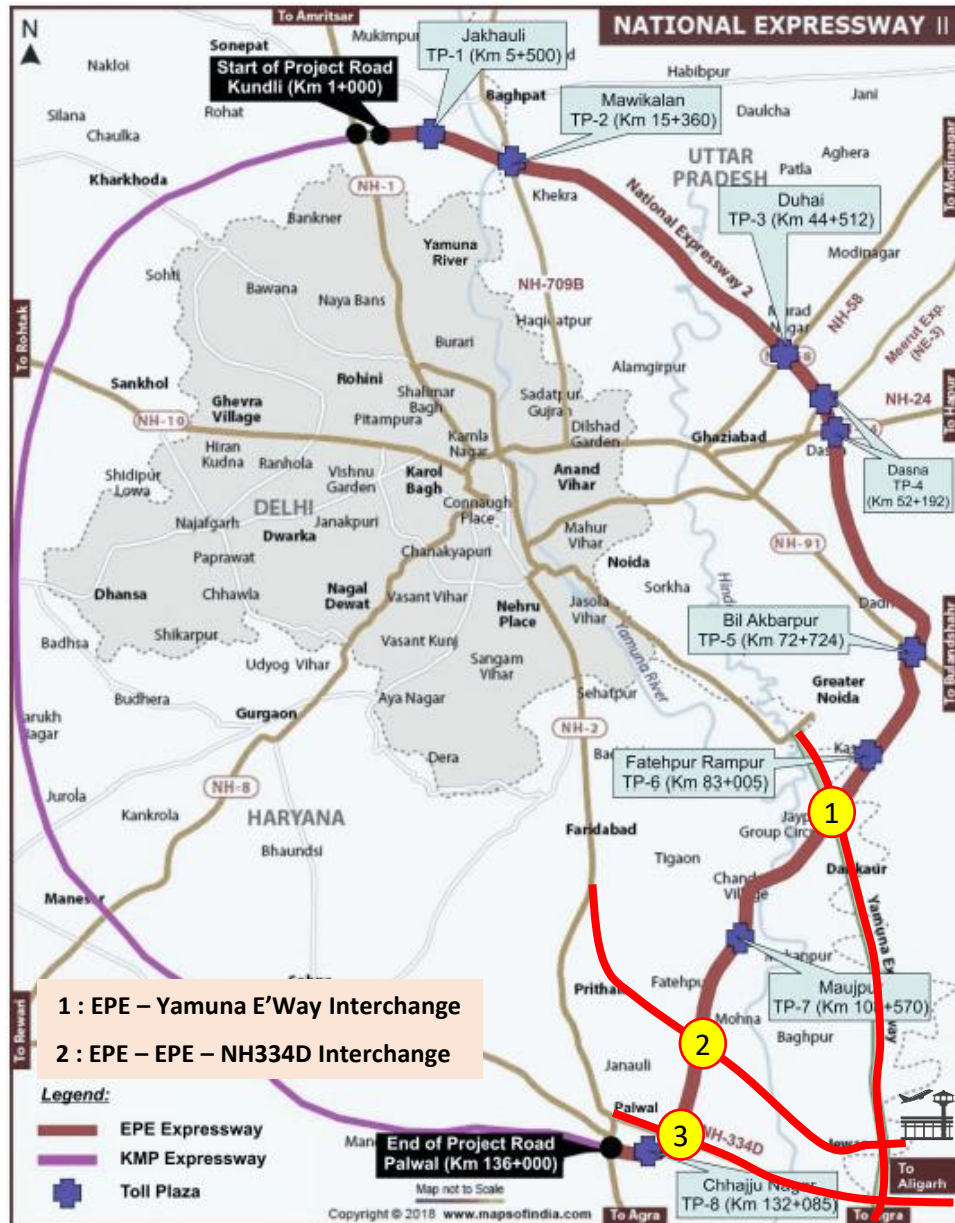 To Amritsar
NATIONAL EXPRESSWAY II
N
Mukimpur
Jakhauli
TP-1 (Km 5+500)
Sonepat
Nakloi
Start of Project Road
Kundli (Km 1+000)
Habibpur
Baghpat
Mawikalan
TP-2 (Km 15+360)
Jani
Daulcha
Silana
Rohat
Chaulka
To Modinagar
UTTAR
PRADESH
Aghera
Patla
Kharkhoda
NH-1
Khekra
Duhai
TP-3 (Km 44+512)
National Expressway 2
Bankner
Yamuna
River
Modinagar
Sohti
Bawana
Naya Bans
NH-709B
NH-58
Nagar
Meerut Exp.
(NE-3)
To Rohtak
Burari
Alamgirpur
Sankhol
Rohini
Shalimar
Bagh
Sadatpur
Gujran
NH-24
To Hapur
Ghevra
Village
Pitampura
Dilshad
Garden
NH-10
Kamla
Nagar
Ghaziabad
Hiran
Kudna
Ranhola
Vishnu
Garden
Karol
Bagh
Anand
Vihar
Dasna
TP-4
(Km 52+192)
Shidipur
Lowa
DELHI
Connaugh
Place
Najafgarh
Janakpuri
Dwarka
Mahur
Vihar
NH-91
Paprawat
Chanakyapuri
Noida
Sorkha
Dhansa
Chhawla
Nagal
Dewat
Vasant Vihar
Nehru
Place
Jasola
Vihar
Bil Akbarpur
TP-5 (Km 72+724)
To Bulandshahr
Badhsa
Shikarpur
Vasant Kunj
Yamuna River
Udyog Vihar
Sangam
Vihar
Greater
Noida
Budhera
Aya Nagar
Sehatpur
Gurgaon
NH-2
Dera
Fatehpur Rampur
TP-6 (Km 83+005)
Jurola
NH-8
HARYANA
1
Kankrola
Faridabad
Group
Bhaundsi
Tigaon
Village
Yamuna
Fatehpu
Maujpur
TP-7
To Rewari
1 : EPE – Yamuna E'Way Interchange
2 : EPE – EPE – NH334D Interchange
2
Mohna
Baghpur
Janauli
Legend:
EPE Expressway
KMP Expressway
Toll Plaza
Palwal
3
NH-334D
End of Project Road
Palwal (Km 136+000)
To
Aligarh
Chhajju Nagar
TP-8 (Km 132+085)
Map not to Scale
Copyright © 2018 www.mapsofindia.com
To Agra
To Agra